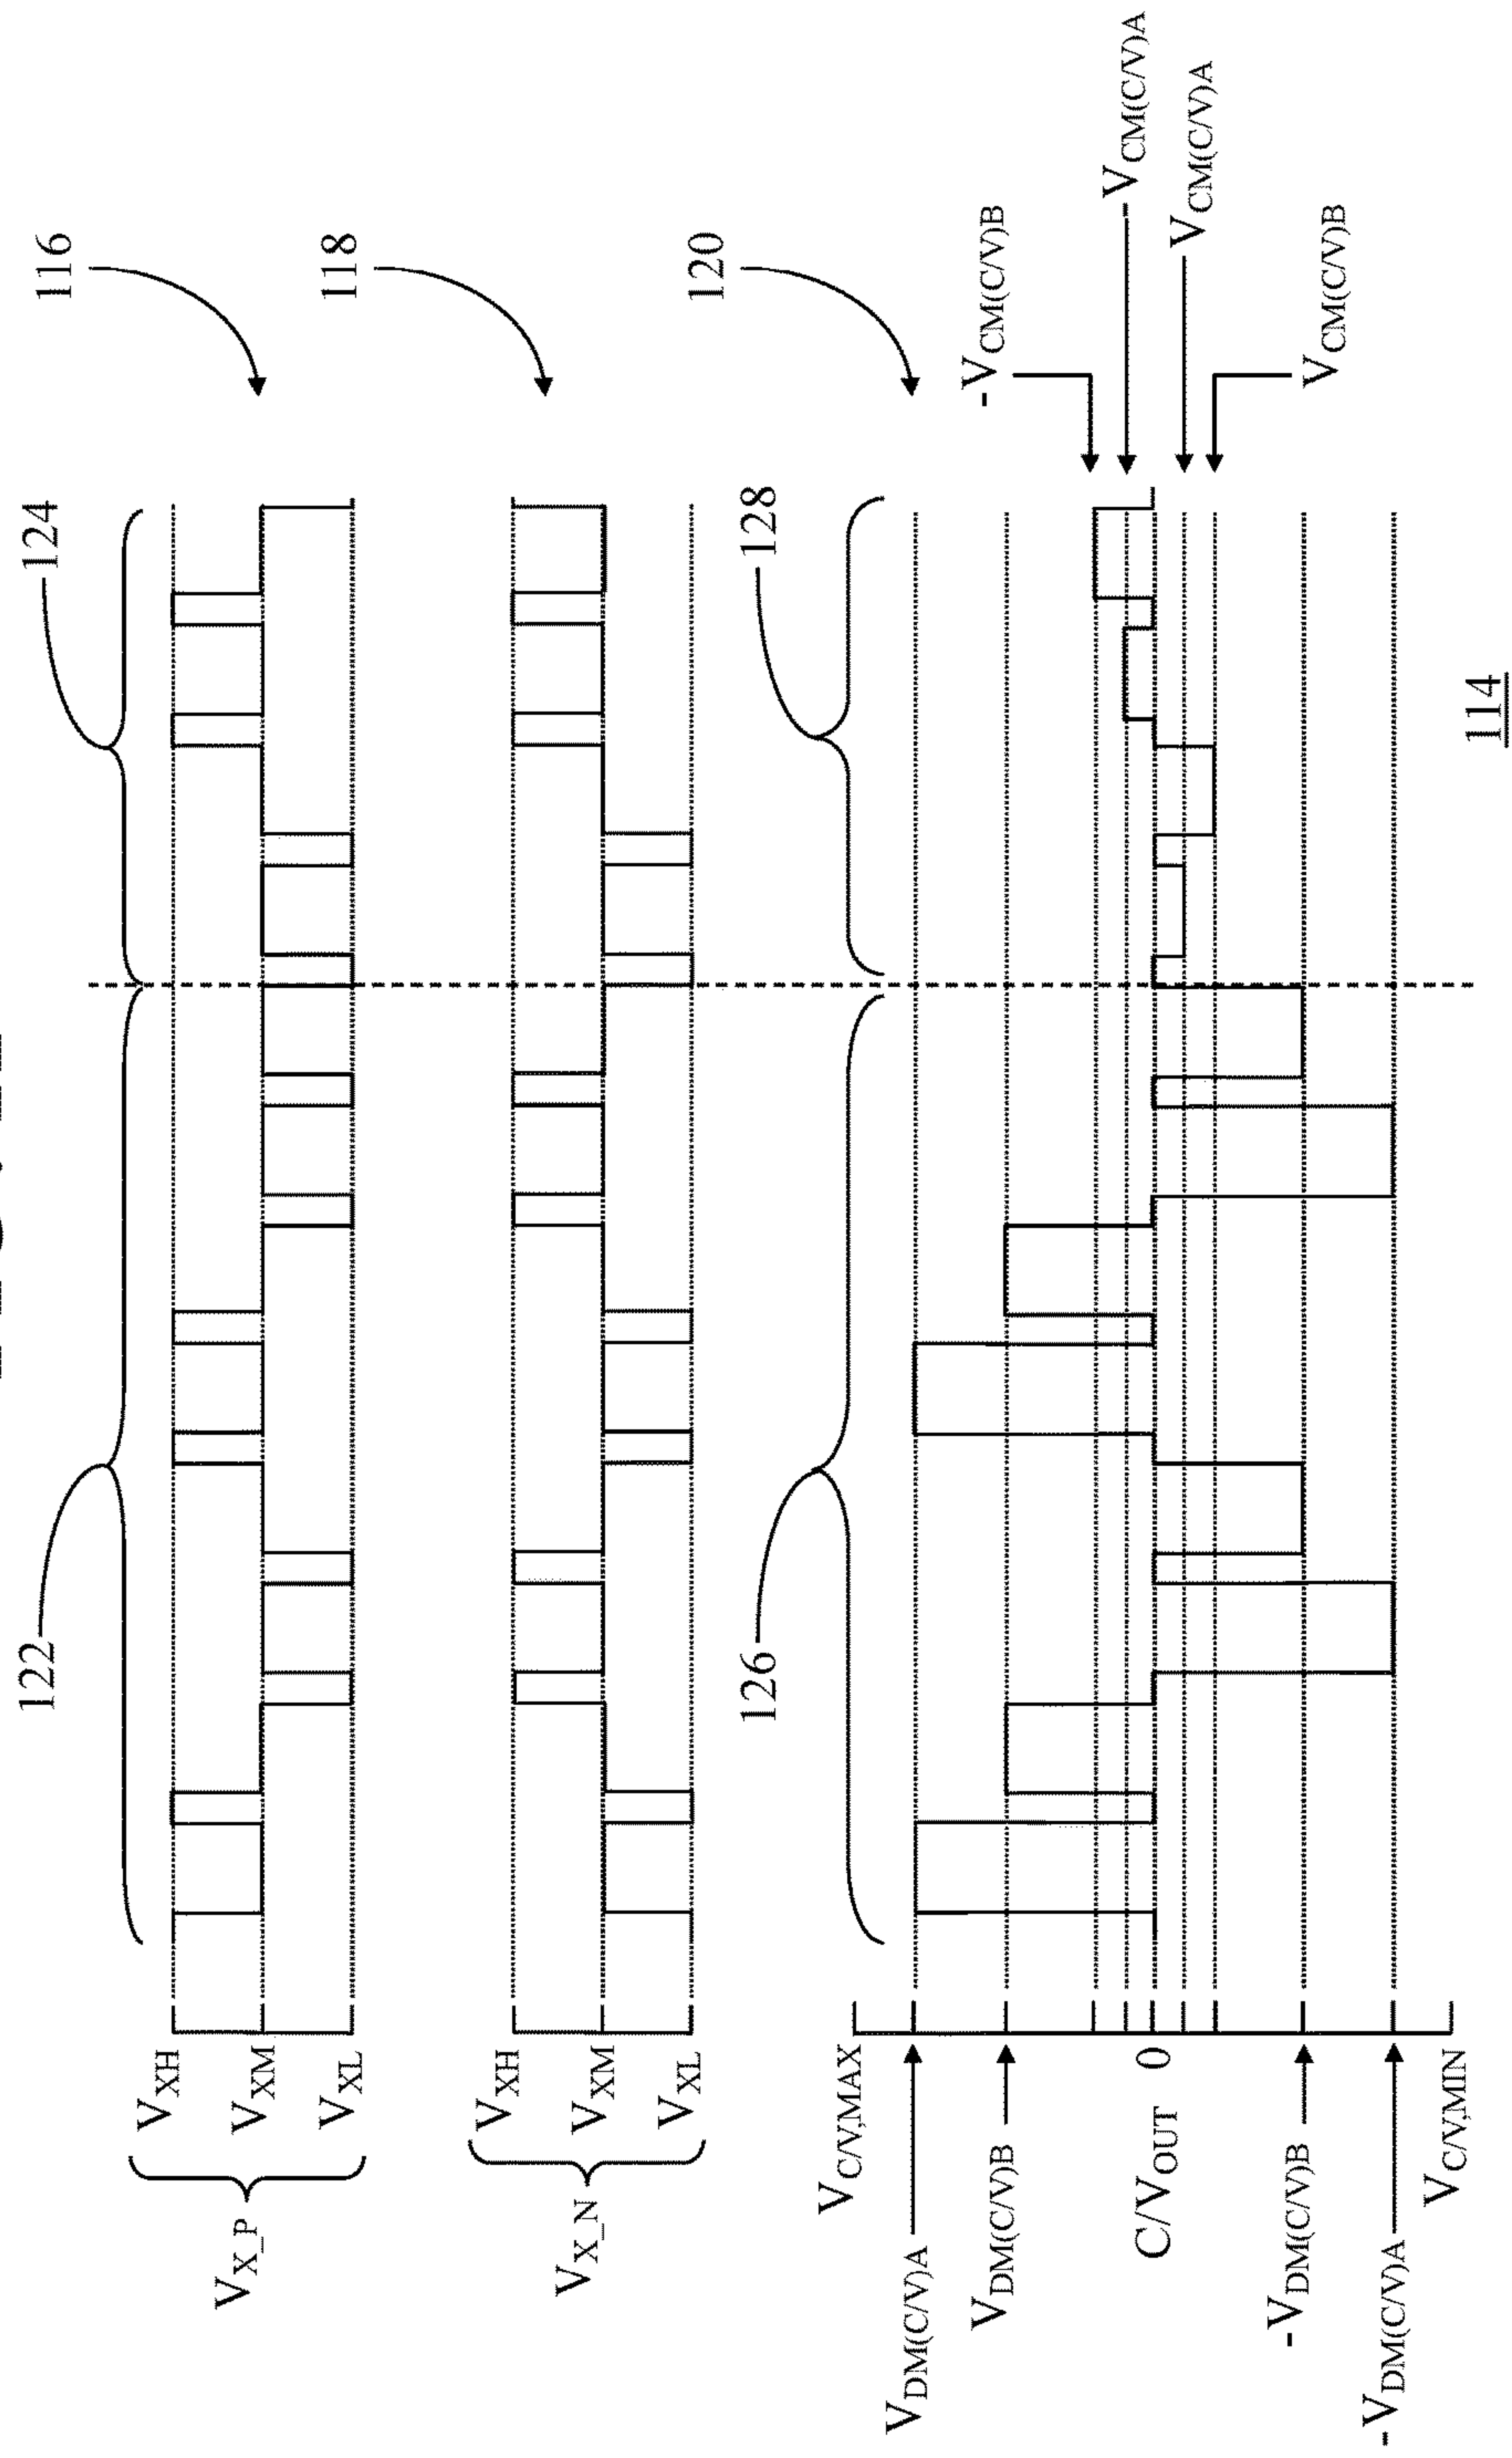 122
124
116
V_XH
V_XM
V_XL
V_X_P
118
V_XH
V_XM
V_XL
V_X_N
126
128
120
V_C/V,MAX
V_DM(C/V)A
V_DM(C/V)B
C/V_OUT 0
-V_DM(C/V)B
-V_DM(C/V)A
V_C/V,MIN
-V_CM(C/V)B
-V_CM(C/V)A
V_CM(C/V)A
V_CM(C/V)B
114